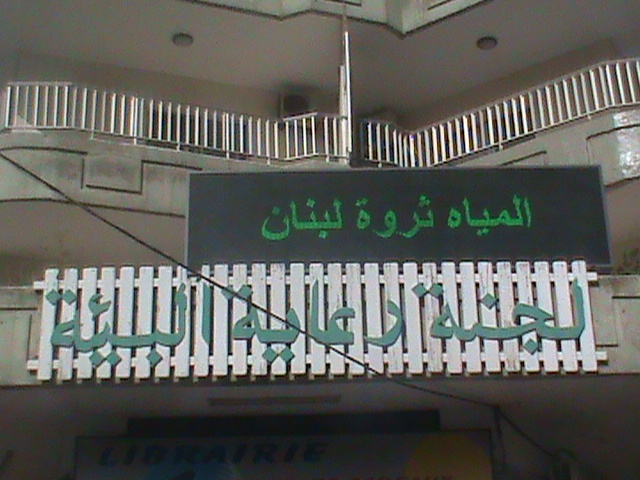 المياه ثروة لبنان
لجنة رعاية البيئة
LIBRAIRIE